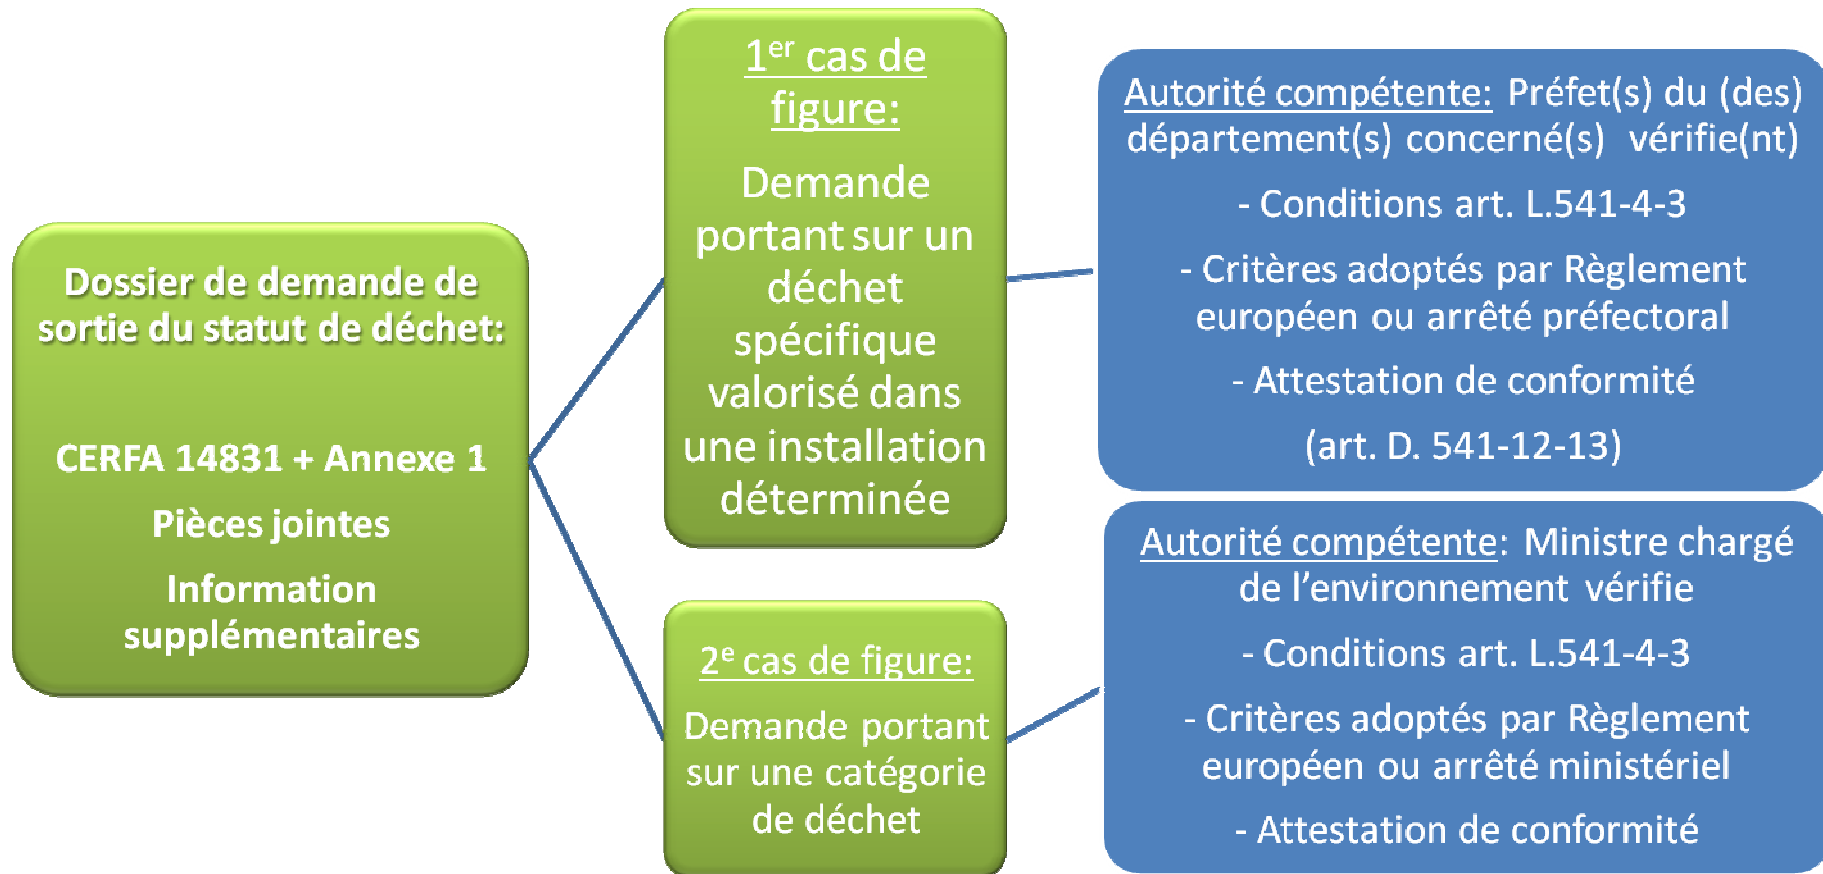 Dossier de demande de
sortie du statut de déchet:
CERFA 14831 + Annexe 1
Pièces jointes
Information
supplémentaires
1er cas de
figure:
Demande
portant sur un
déchet
spécifique
valorisé dans
une installation
déterminée
2e cas de figure:
Demande portant
sur une catégorie
de déchet
Autorité compétente: Préfet(s) du (des)
département(s) concerné(s) vérifie(nt)
- Conditions art. L.541-4-3
- Critères adoptés par Règlement
européen ou arrêté préfectoral
- Attestation de conformité
(art. D. 541-12-13)
Autorité compétente: Ministre chargé
de l'environnement vérifie
- Conditions art. L.541-4-3
- Critères adoptés par Règlement
européen ou arrêté ministériel
- Attestation de conformité